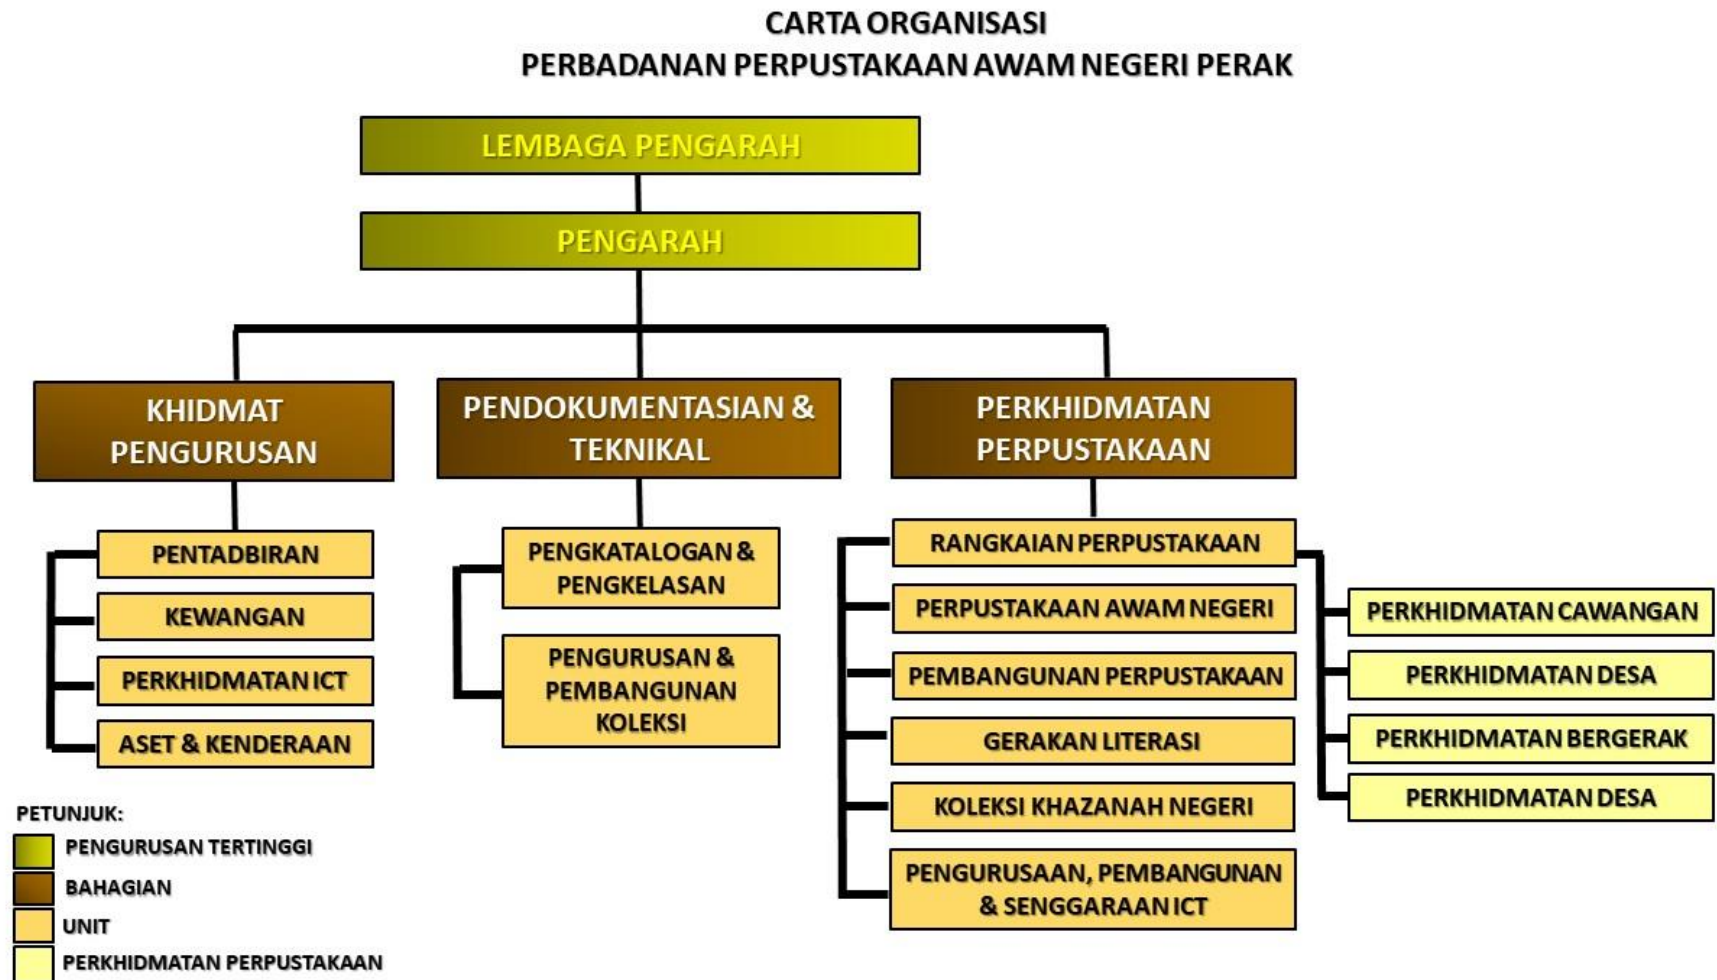 CARTA ORGANISASI
PERBADANAN PERPUSTAKAAN AWAM NEGERI PERAK
LEMBAGA PENGARAH
PENGARAH
KHIDMAT
PENGURUSAN
PENTADBIRAN
KEWANGAN
PERKHIDMATAN ICT
ASET & KENDERAAN
PENDOKUMENTASIAN &
TEKNIKAL
PENGKATALOGAN &
PENGKELASAN
PENGURUSAN &
PEMBANGUNAN
KOLEKSI
PERKHIDMATAN
PERPUSTAKAAN
RANGKAIAN PERPUSTAKAAN
PERPUSTAKAAN AWAM NEGERI
PEMBANGUNAN PERPUSTAKAAN
GERAKAN LITERASI
KOLEKSI KHAZANAH NEGERI
PENGURUSAAN, PEMBANGUNAN
& SENGGARAAN ICT
PERKHIDMATAN CAWANGAN
PERKHIDMATAN DESA
PERKHIDMATAN BERGERAK
PERKHIDMATAN DESA
PETUNJUK:
PENGURUSAN TERTINGGI
BAHAGIAN
UNIT
PERKHIDMATAN PERPUSTAKAAN